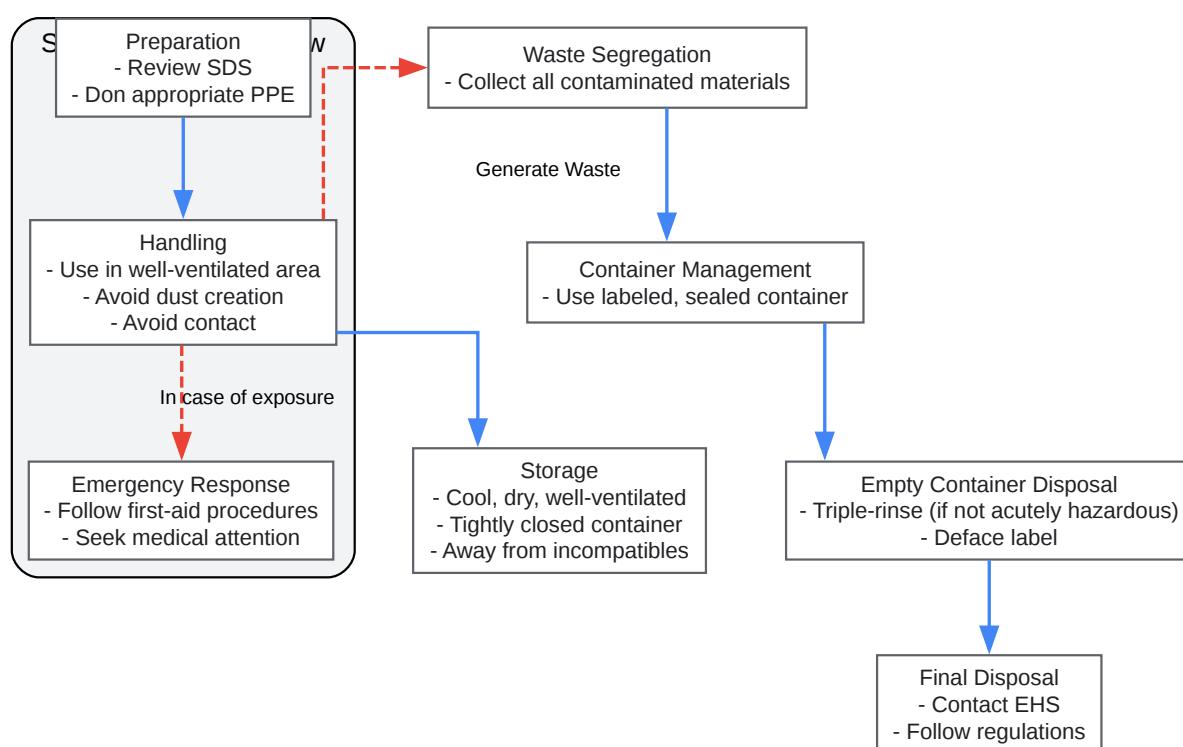 Preparation
- Review SDS
- Don appropriate PPE
Waste Segregation
- Collect all contaminated materials
Generate Waste
Handling
- Use in well-ventilated area
- Avoid dust creation
- Avoid contact
Container Management
- Use labeled, sealed container
In case of exposure
Emergency Response
- Follow first-aid procedures
- Seek medical attention
Storage
- Cool, dry, well-ventilated
- Tightly closed container
- Away from incompatibles
Empty Container Disposal
- Triple-rinse (if not acutely hazardous)
- Deface label
Final Disposal
- Contact EHS
- Follow regulations